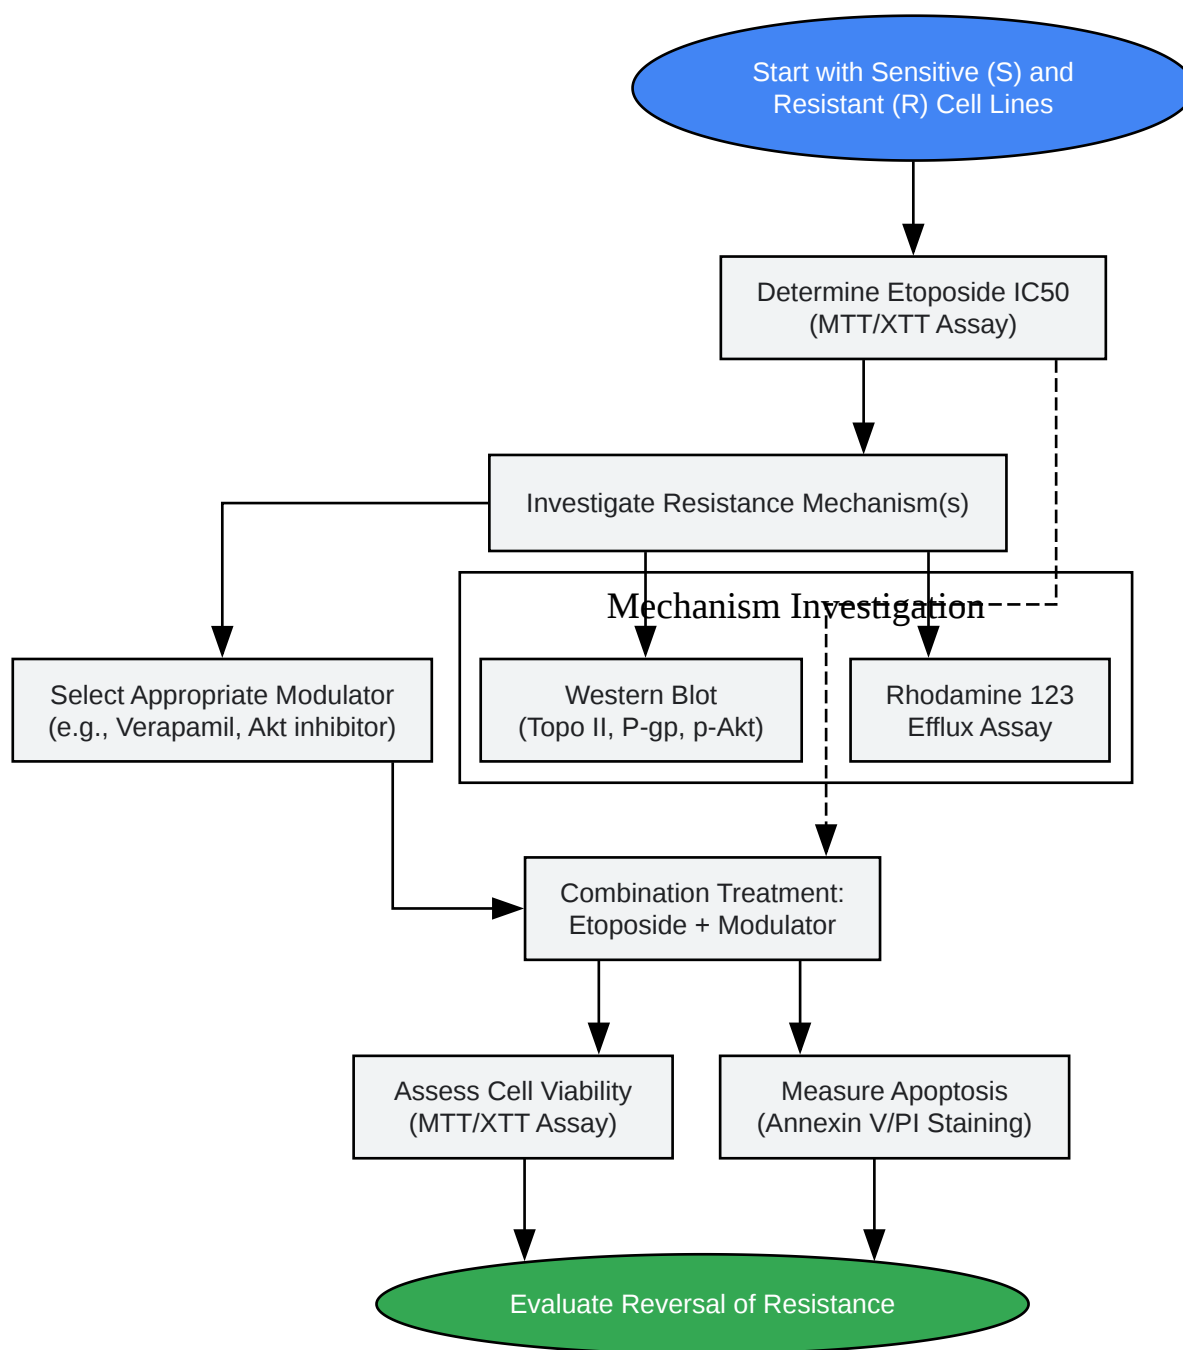 Start with Sensitive (S) and
Resistant (R) Cell Lines
Determine Etoposide IC50
(MTT/XTT Assay)
Investigate Resistance Mechanism(s)
Mechanism Investigation
Select Appropriate Modulator
(e.g., Verapamil, Akt inhibitor)
Western Blot
(Topo II, P-gp, p-Akt)
Rhodamine 123
Efflux Assay
Combination Treatment:
Etoposide + Modulator
Assess Cell Viability
(MTT/XTT Assay)
Measure Apoptosis
(Annexin V/PI Staining)
Evaluate Reversal of Resistance